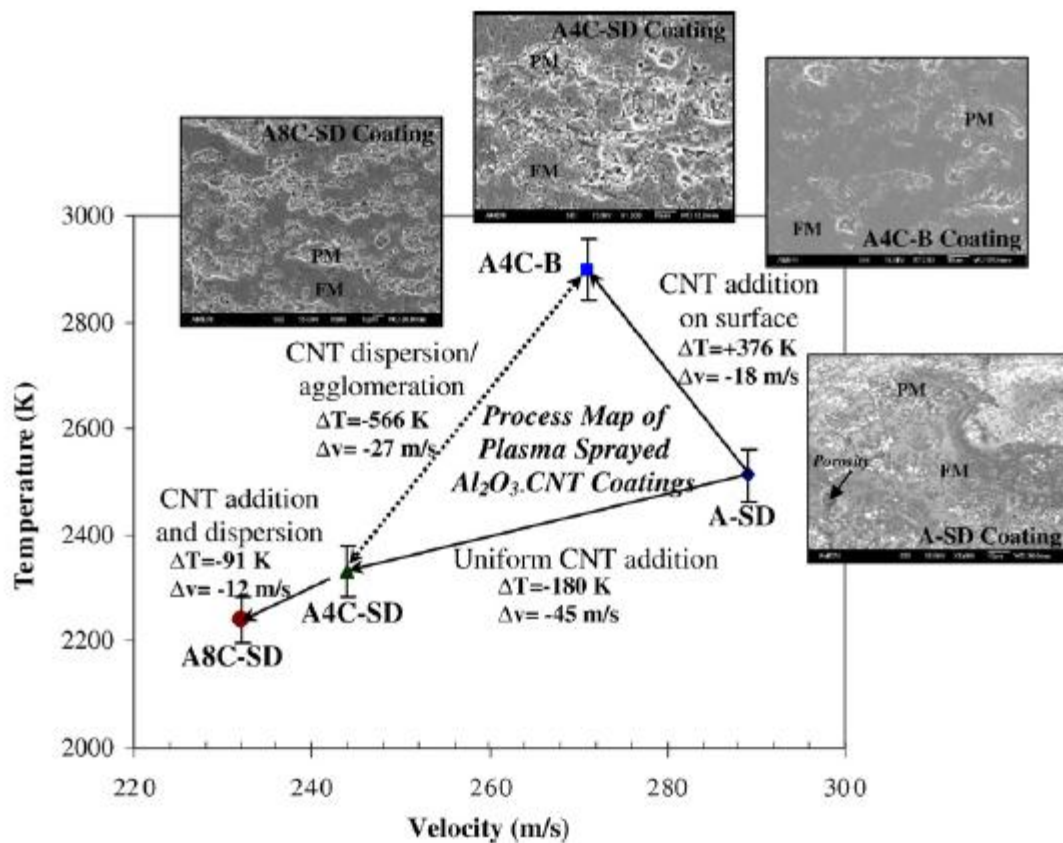 A4C-SD Coating
PM
FM
PM
FM
A4C-B Coating
A8C-SD Coating
PM
FM
PM
Porosity
FM
A-SD Coating
3000
2800
2600
2400
2200
2000
Temperature (K)
220
240
260
280
300
Velocity (m/s)
A4C-B
CNT addition
on surface
ΔT=+376 K
Δv= -18 m/s
CNT dispersion/
agglomeration
ΔT=-566 K
Δv= -27 m/s
Process Map of
Plasma Sprayed
Al₂O₃.CNT Coatings
A-SD
CNT addition
and dispersion
ΔT=-91 K
Δv= -12 m/s
Uniform CNT addition
ΔT=-180 K
Δv= -45 m/s
A4C-SD
A8C-SD